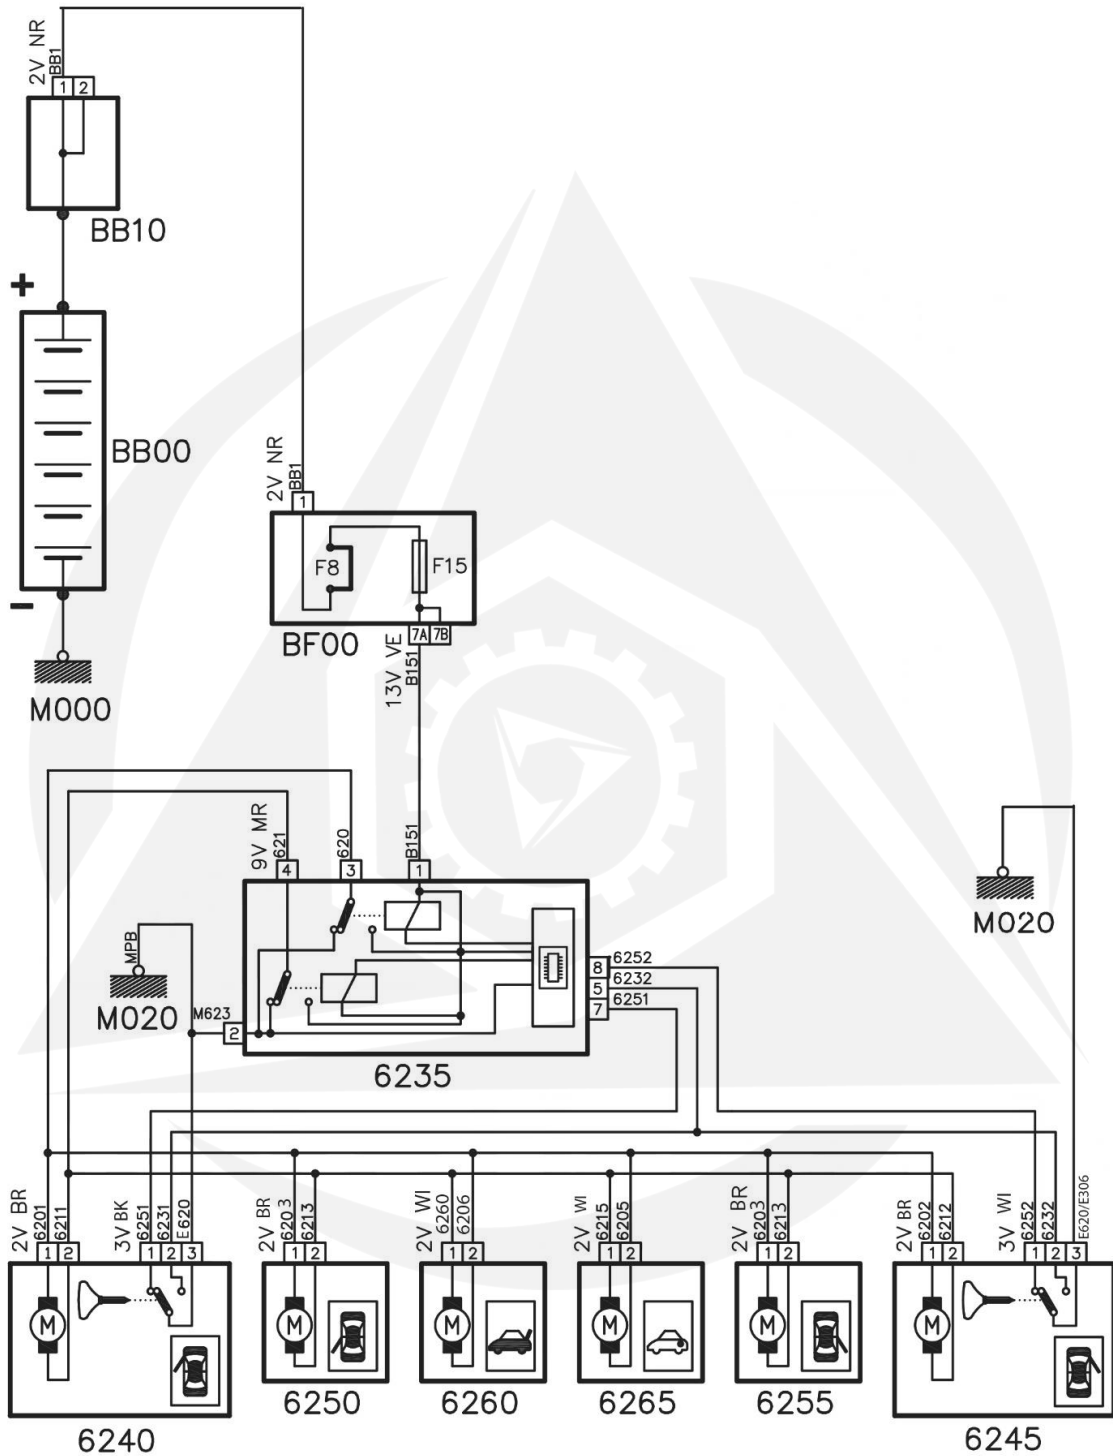 2V NR
BB1
1 2
BB10
+
BB00
−
M000
2V NR
BB1
1
F8
F15
BF00
7A 7B
13V VE
B151
9V MR
621
620
B151
4
3
1
MPB
M020
M020
M623
2
8
5
7
6252
6232
6251
6235
2V BR
6201
6211
3V BK
6251
6231
E620
2V BR
6203
6213
2V WI
6260
6206
2V WI
6215
6205
2V BR
6203
6213
2V BR
6202
6212
3V WI
6252
6232
E620/E306
1 2
1 2 3
1 2
1 2
1 2
1 2
1 2
1 2 3
M
M
M
M
M
M
6240
6250
6260
6265
6255
6245